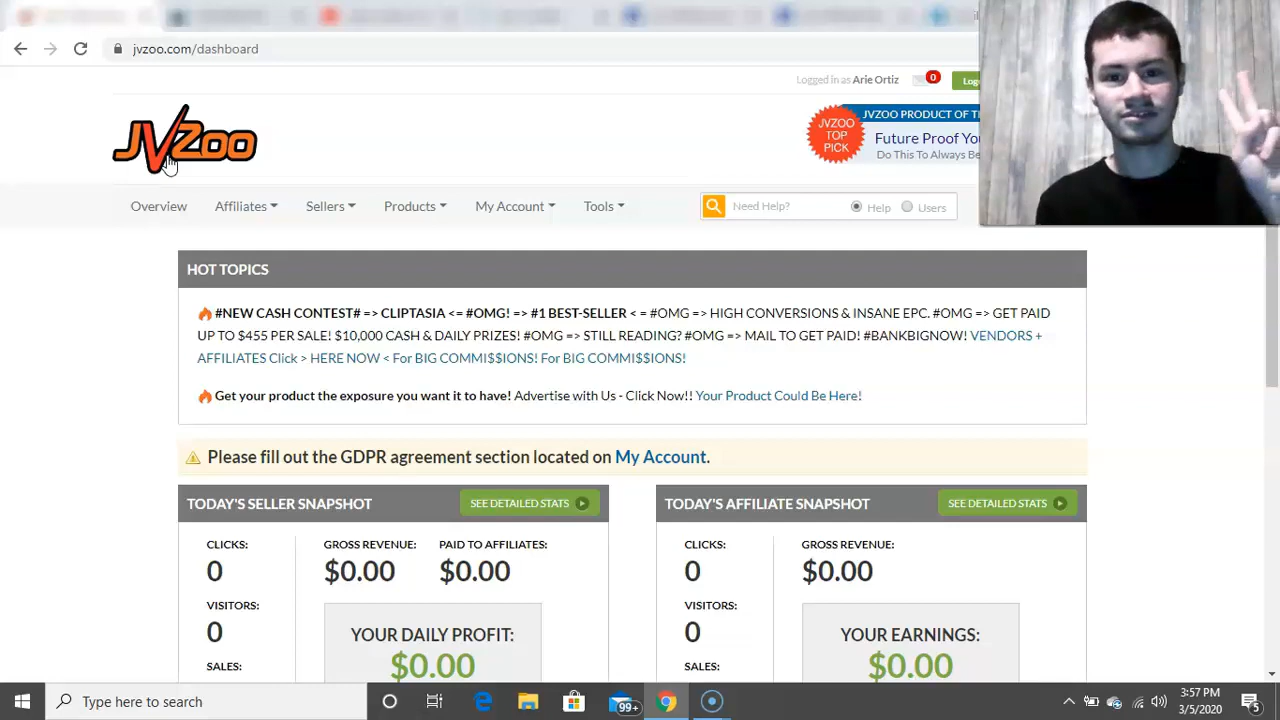 jvzoo.com/dashboard
Logged in as Arie Ortiz
0
JVZoo
JVZOO TOP PICK
JVZOO PRODUCT OF T
Future Proof Yo
Do This To Always Be
Overview
Affiliates
Sellers
Products
My Account
Tools
Need Help?
Help
Users
HOT TOPICS
#NEW CASH CONTEST# => CLIPTASIA <= #OMG! => #1 BEST-SELLER < = #OMG => HIGH CONVERSIONS & INSANE EPC. #OMG => GET PAID
UP TO $455 PER SALE! $10,000 CASH & DAILY PRIZES! #OMG => STILL READING? #OMG => MAIL TO GET PAID! #BANKBIGNOW! VENDORS +
AFFILIATES Click > HERE NOW < For BIG COMMI$$IONS! For BIG COMMI$$IONS!
Get your product the exposure you want it to have! Advertise with Us - Click Now!! Your Product Could Be Here!
Please fill out the GDPR agreement section located on My Account.
TODAY'S SELLER SNAPSHOT
SEE DETAILED STATS
CLICKS:
GROSS REVENUE:
PAID TO AFFILIATES:
0
$0.00
$0.00
VISITORS:
0
YOUR DAILY PROFIT:
SALES:
$0.00
TODAY'S AFFILIATE SNAPSHOT
SEE DETAILED STATS
CLICKS:
GROSS REVENUE:
0
$0.00
VISITORS:
0
YOUR EARNINGS:
SALES:
$0.00
Type here to search
99+
3:57 PM
3/5/2020
5